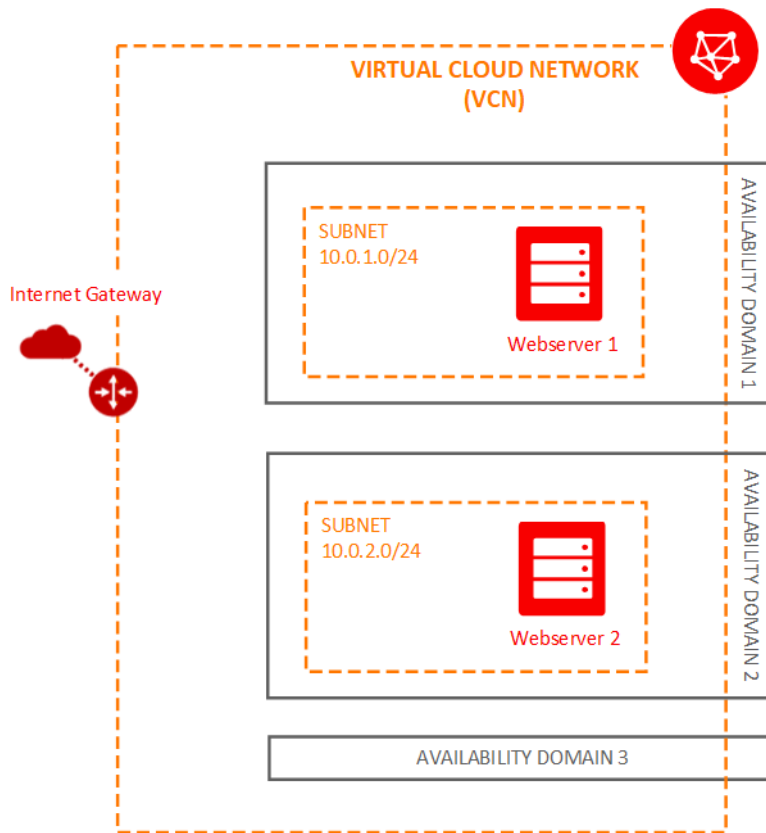 VIRTUAL CLOUD NETWORK
(VCN)
AVAILABILITY DOMAIN 1
SUBNET
10.0.1.0/24
Webserver 1
Internet Gateway
AVAILABILITY DOMAIN 2
SUBNET
10.0.2.0/24
Webserver 2
AVAILABILITY DOMAIN 3